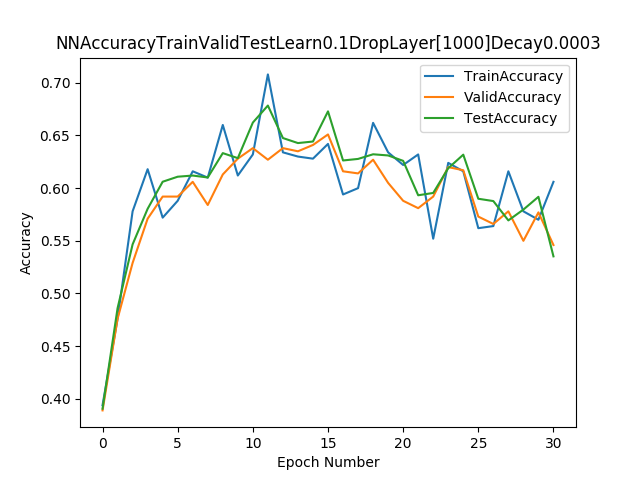 NNAccuracyTrainValidTestLearn0.1DropLayer[1000]Decay0.0003
TrainAccuracy
ValidAccuracy
TestAccuracy
Accuracy
0.70
0.65
0.60
0.55
0.50
0.45
0.40
0 5 10 15 20 25 30
Epoch Number